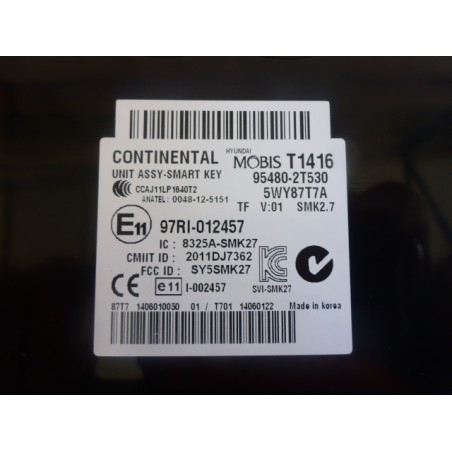 CONTINENTAL HYUNDAI MOBIS T1416
UNIT ASSY-SMART KEY 95480-2T530
CCAJ11LP1640T2 5WY87T7A
ANATEL: 0048-12-5151 TF V:01 SMK2.7
E11 97RI-012457
IC : 8325A-SMK27
CMIIT ID : 2011DJ7362
FCC ID : SY5SMK27
CE e11 I-002457 SVI-SMK27
87T7 1406010050 01 / T701 14060122 Made in korea